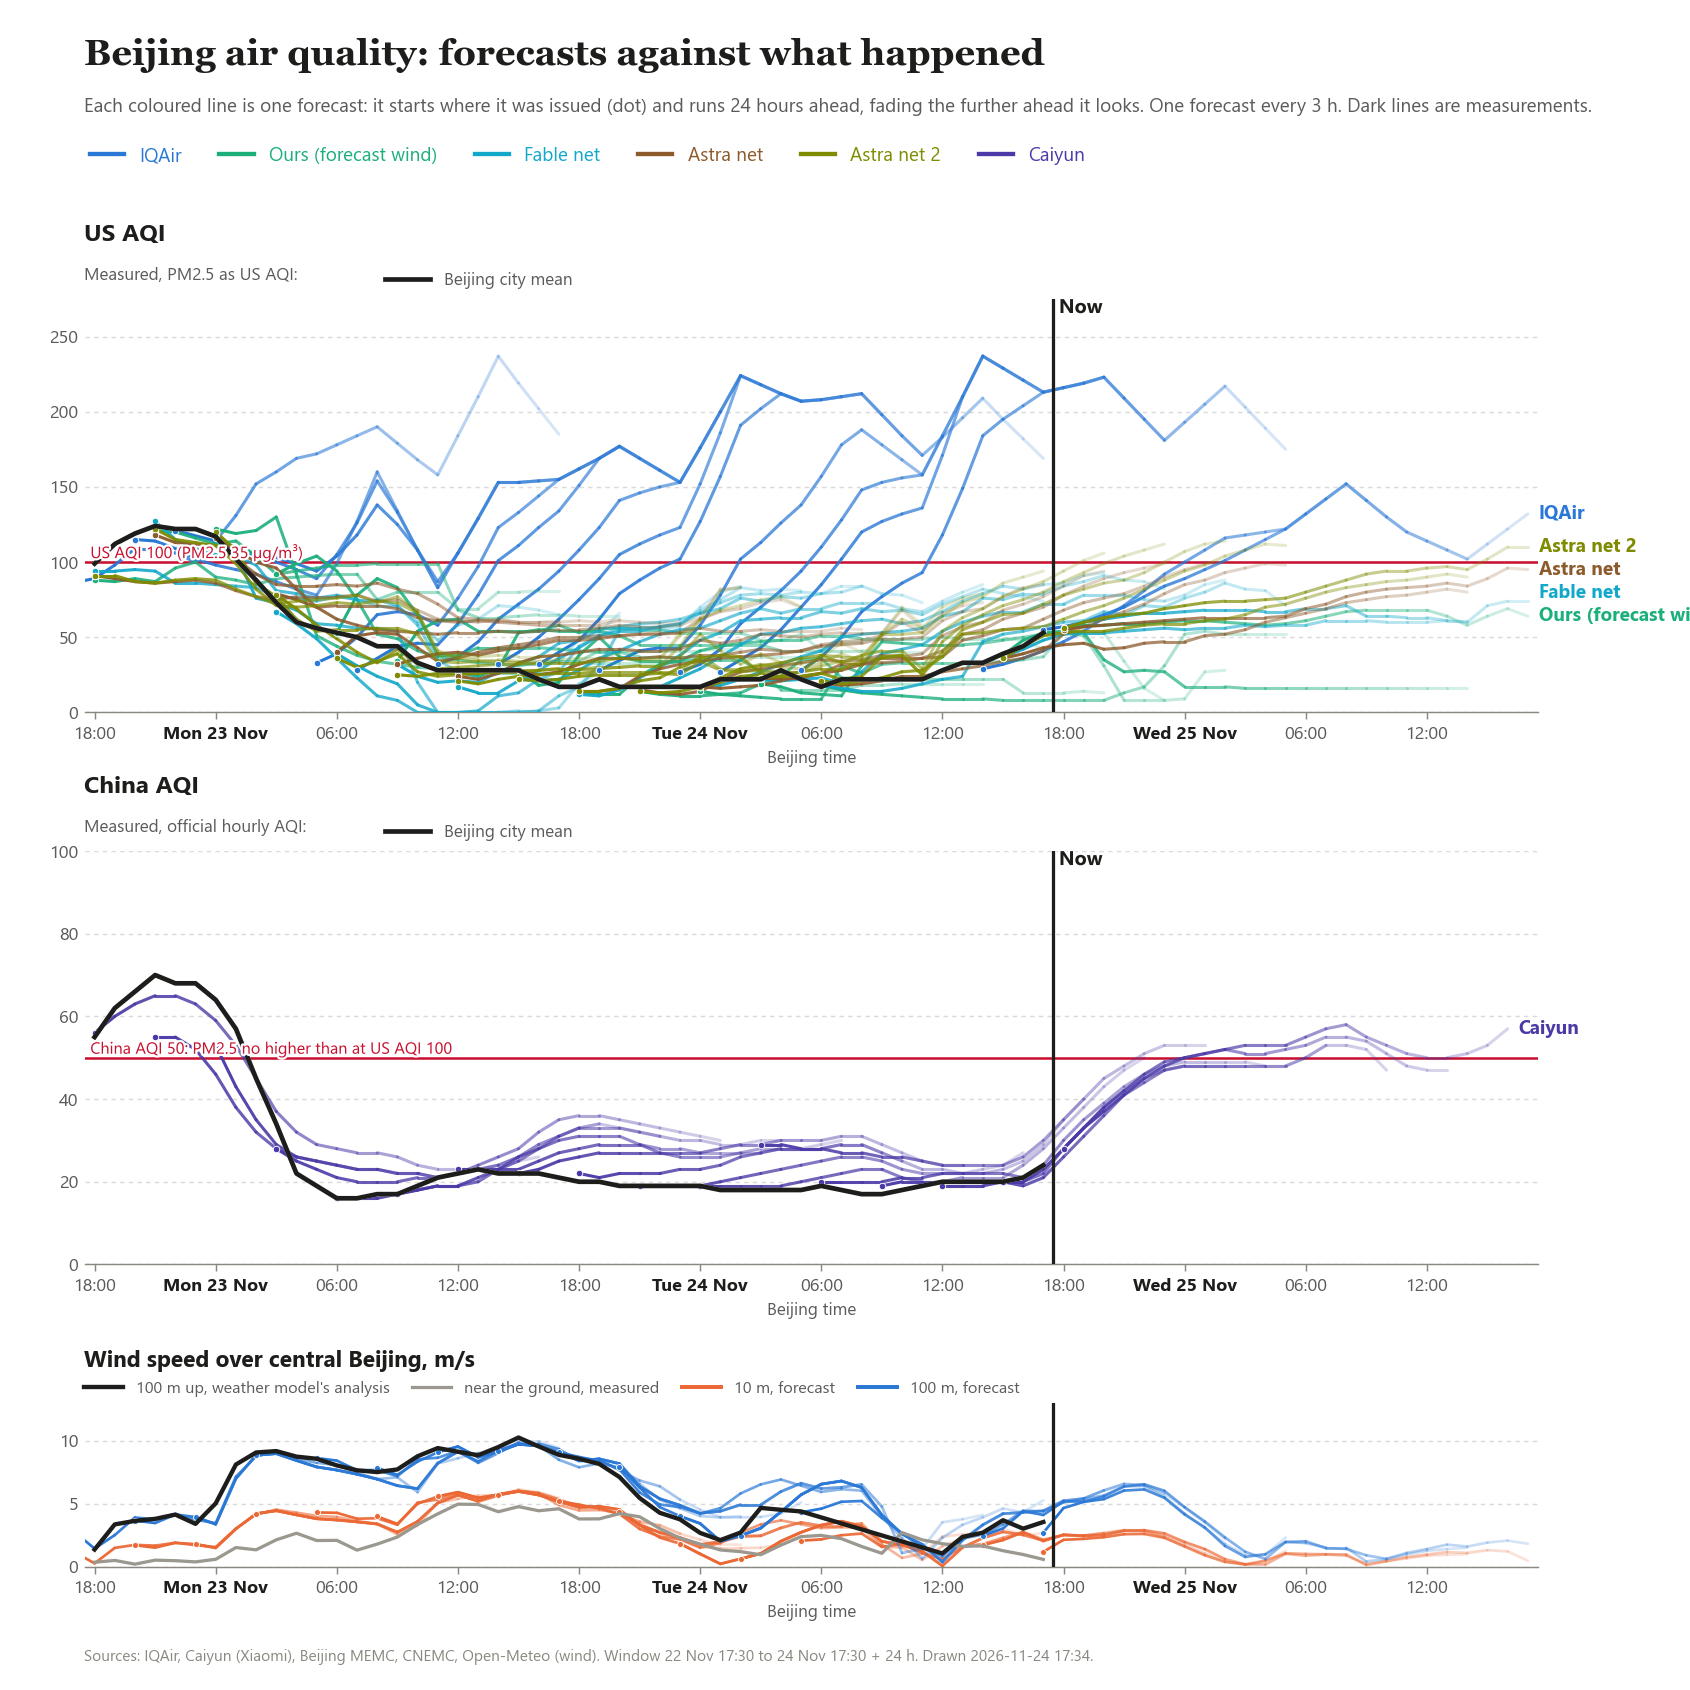 Beijing air quality: forecasts against what happened
Each coloured line is one forecast: it starts where it was issued (dot) and runs 24 hours ahead, fading the further ahead it looks. One forecast every 3 h. Dark lines are measurements.
IQAir Ours (forecast wind) Fable net Astra net Astra net 2 Caiyun
US AQI
Measured, PM2.5 as US AQI: Beijing city mean
Now
250
200
150
100
50
0
US AQI 100 (PM2.5 35 µg/m³)
IQAir
Astra net 2
Astra net
Fable net
Ours (forecast wi
18:00 Mon 23 Nov 06:00 12:00 18:00 Tue 24 Nov 06:00 12:00 18:00 Wed 25 Nov 06:00 12:00
Beijing time
China AQI
Measured, official hourly AQI: Beijing city mean
Now
100
80
60
40
20
0
China AQI 50: PM2.5 no higher than at US AQI 100
Caiyun
18:00 Mon 23 Nov 06:00 12:00 18:00 Tue 24 Nov 06:00 12:00 18:00 Wed 25 Nov 06:00 12:00
Beijing time
Wind speed over central Beijing, m/s
100 m up, weather model's analysis near the ground, measured 10 m, forecast 100 m, forecast
10
5
0
18:00 Mon 23 Nov 06:00 12:00 18:00 Tue 24 Nov 06:00 12:00 18:00 Wed 25 Nov 06:00 12:00
Beijing time
Sources: IQAir, Caiyun (Xiaomi), Beijing MEMC, CNEMC, Open-Meteo (wind). Window 22 Nov 17:30 to 24 Nov 17:30 + 24 h. Drawn 2026-11-24 17:34.